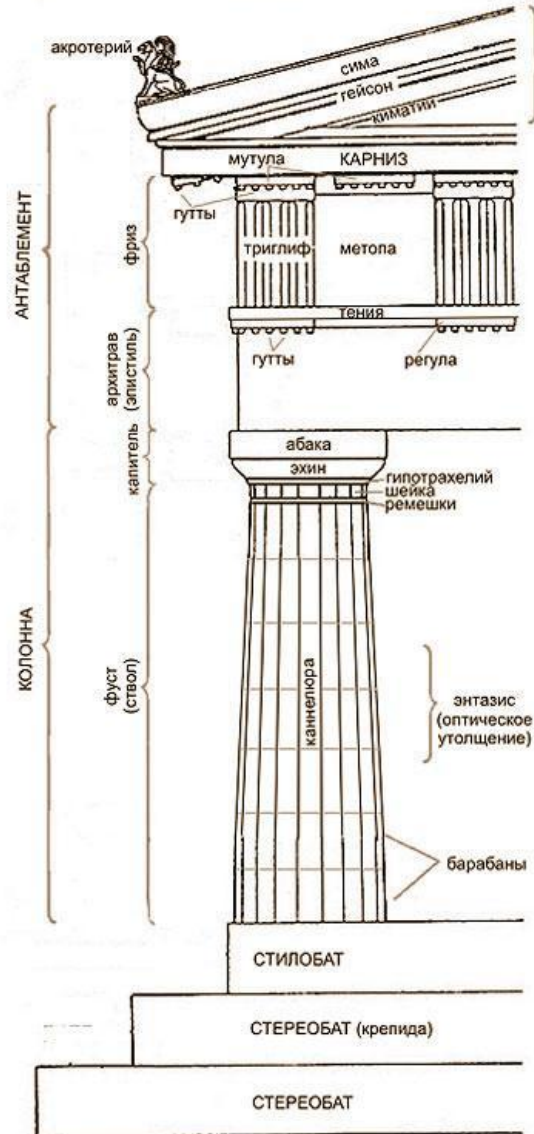 акротерий
сима
гейсон
киматий
мутула
КАРНИЗ
гутты
триглиф
метопа
тения
гутты
регула
АНТАБЛЕМЕНТ
фриз
архитрав
(эпистиль)
капитель
абака
эхин
гипотрахелий
шейка
ремешки
КОЛОННА
фуст
(ствол)
каннелюра
энтазис
(оптическое
утолщение)
барабаны
СТИЛОБАТ
СТЕРЕОБАТ (крепида)
СТЕРЕОБАТ